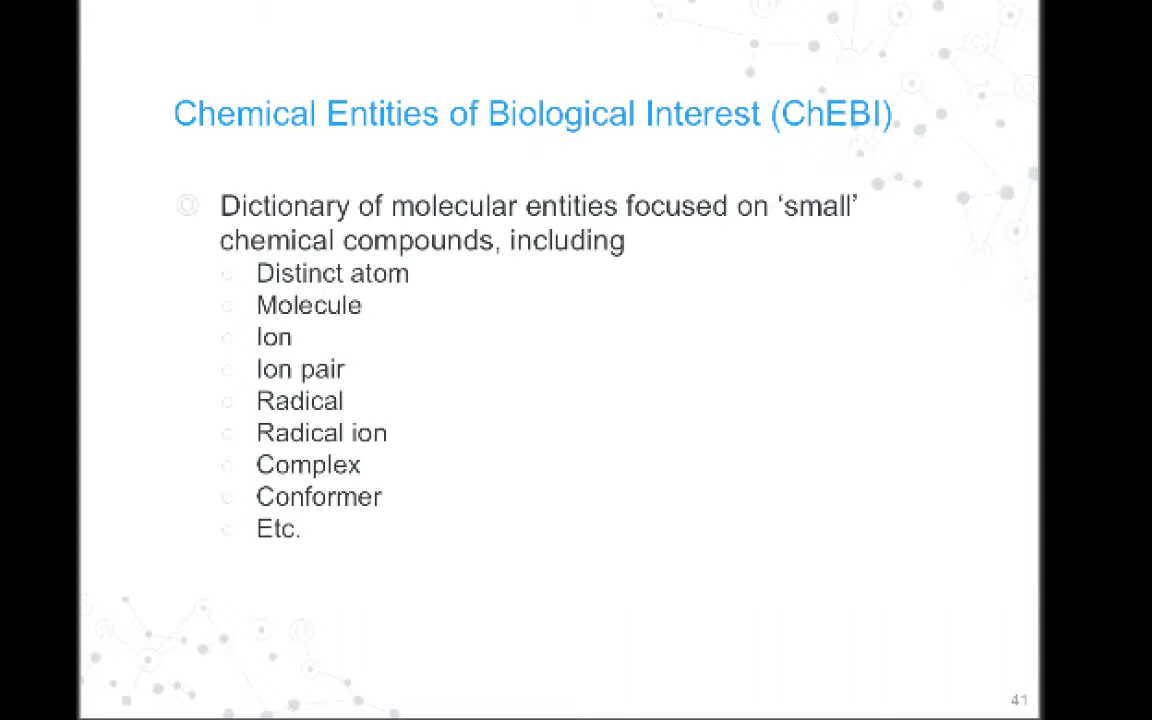 Chemical Entities of Biological Interest (ChEBI)
Dictionary of molecular entities focused on ‘small’
chemical compounds, including
Distinct atom
Molecule
Ion
Ion pair
Radical
Radical ion
Complex
Conformer
Etc.
41